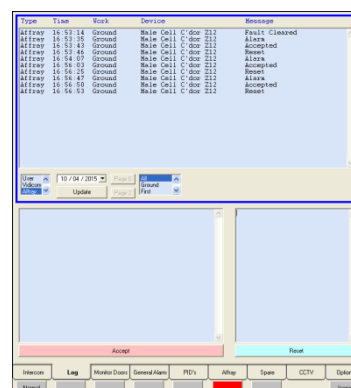 Type Time Work Device Message
Affray 16:53:14 Ground Male Cell C'dor Z12 Fault Cleared
Affray 16:53:35 Ground Male Cell C'dor Z12 Alarm
Affray 16:53:43 Ground Male Cell C'dor Z12 Accepted
Affray 16:53:46 Ground Male Cell C'dor Z12 Reset
Affray 16:54:07 Ground Male Cell C'dor Z12 Alarm
Affray 16:56:03 Ground Male Cell C'dor Z12 Accepted
Affray 16:56:25 Ground Male Cell C'dor Z12 Reset
Affray 16:56:47 Ground Male Cell C'dor Z12 Alarm
Affray 16:56:50 Ground Male Cell C'dor Z12 Accepted
Affray 16:56:53 Ground Male Cell C'dor Z12 Reset
User 10 / 04 / 2015 Page 1 All
Vidicom Ground
Affray Update Page 2 First
Accept Reset
Intercom Log Monitor Doors General Alarm PID's Affray Spare CCTV Option
Normal